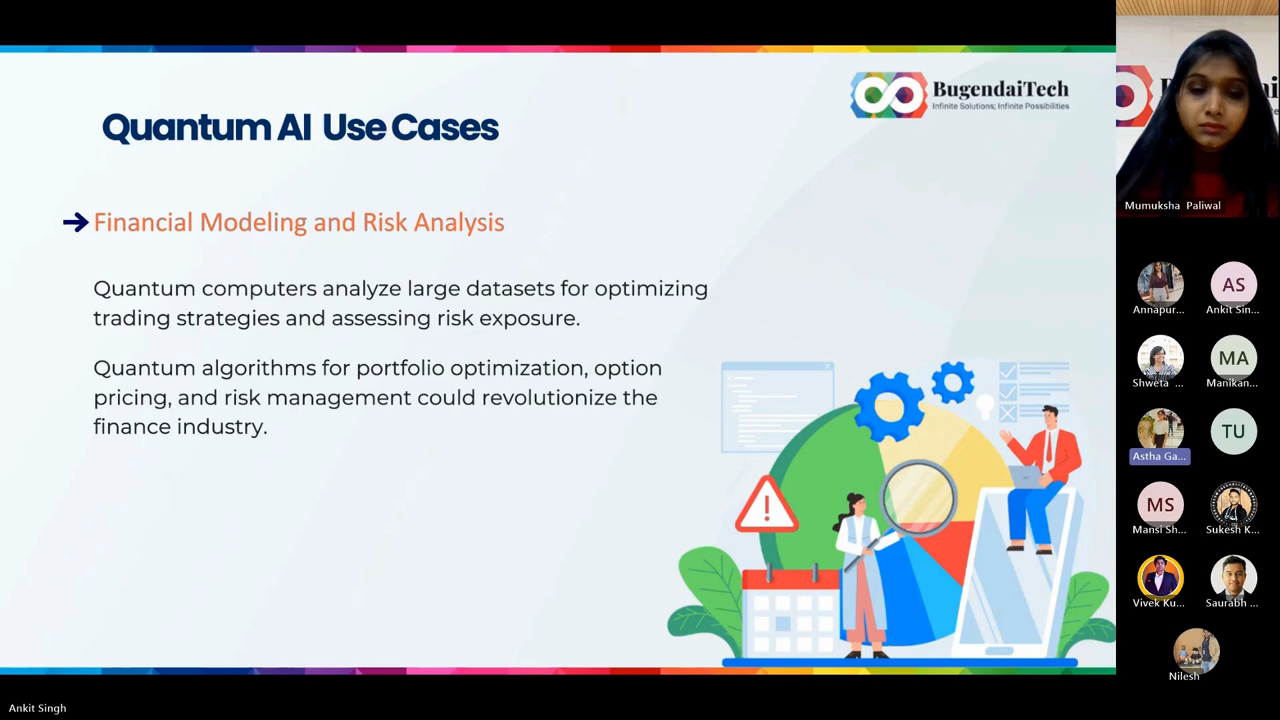 BugendaiTech
Infinite Solutions; Infinite Possibilities
Quantum AI Use Cases
Financial Modeling and Risk Analysis
Quantum computers analyze large datasets for optimizing
trading strategies and assessing risk exposure.
Quantum algorithms for portfolio optimization, option
pricing, and risk management could revolutionize the
finance industry.
Mumuksha Paliwal
AS
Annapur...
Ankit Sin...
MA
Shweta ...
Manikan...
TU
Astha Ga...
MS
Mansi Sh...
Sukesh K...
Vivek Ku...
Saurabh ...
Nilesh
Ankit Singh